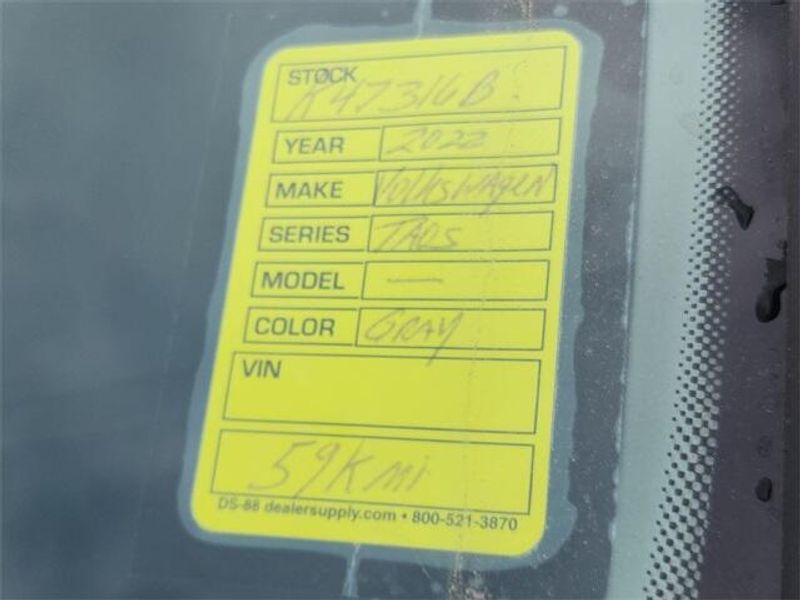 STOCK
K47316B
YEAR 2022
MAKE VOLKSWAGEN
SERIES TAOS
MODEL —
COLOR GRAY
VIN
59K mi
DS-88 dealersupply.com • 800-521-3870